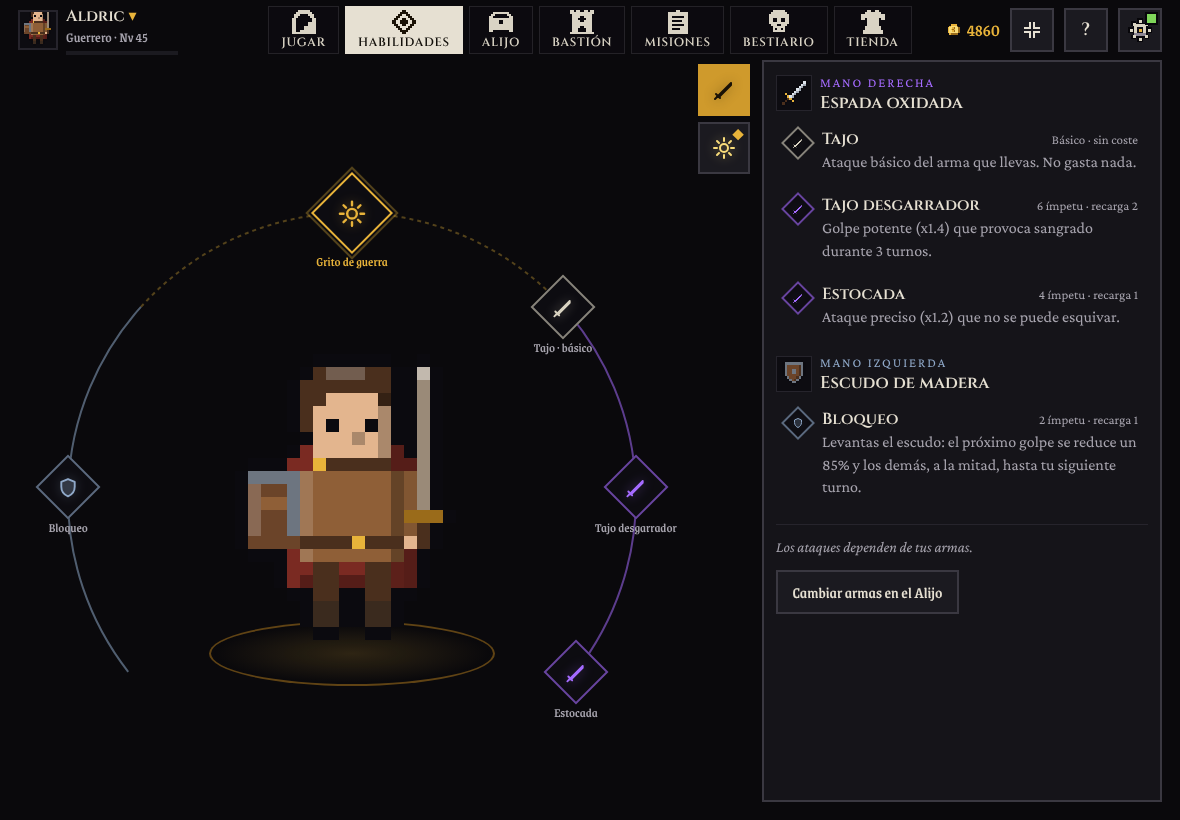 ALDRIC ▼
Guerrero · Nv 45
JUGAR
HABILIDADES
ALIJO
BASTIÓN
MISIONES
BESTIARIO
TIENDA
4860
?
Grito de guerra
Tajo · básico
Bloqueo
Tajo desgarrador
Estocada
MANO DERECHA
ESPADA OXIDADA
TAJO
Básico · sin coste
Ataque básico del arma que llevas. No gasta nada.
TAJO DESGARRADOR
6 ímpetu · recarga 2
Golpe potente (x1.4) que provoca sangrado
durante 3 turnos.
ESTOCADA
4 ímpetu · recarga 1
Ataque preciso (x1.2) que no se puede esquivar.
MANO IZQUIERDA
ESCUDO DE MADERA
BLOQUEO
2 ímpetu · recarga 1
Levantas el escudo: el próximo golpe se reduce un
85% y los demás, a la mitad, hasta tu siguiente
turno.
Los ataques dependen de tus armas.
Cambiar armas en el Alijo